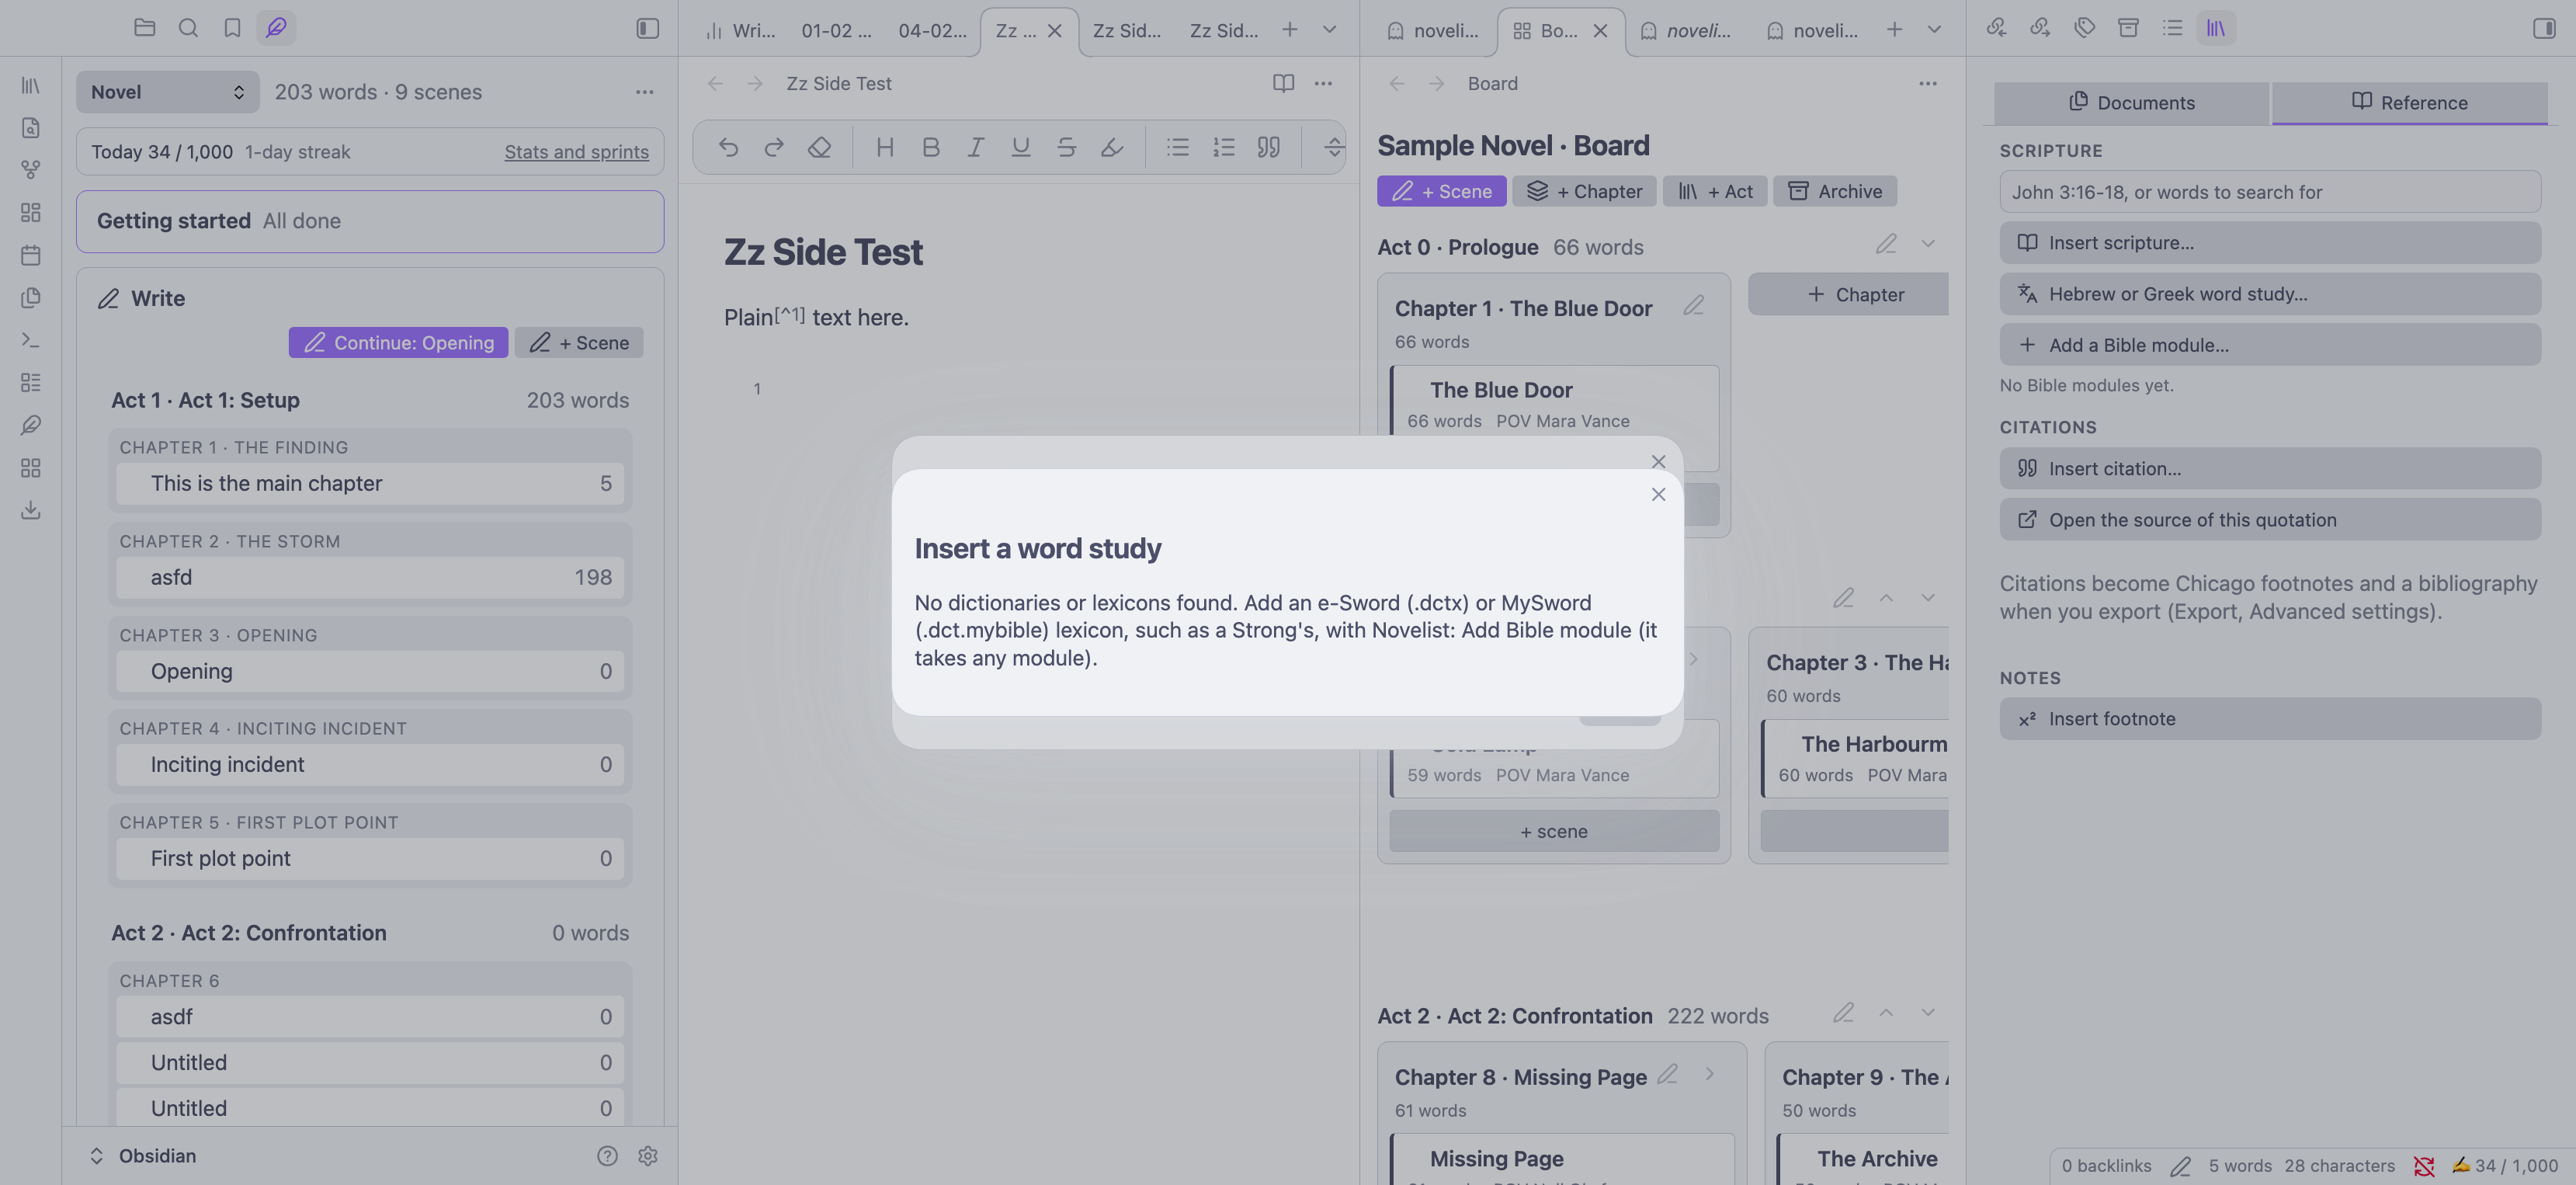 Wri...
01-02 ...
04-02...
Zz ...
Zz Sid...
Zz Sid...
noveli...
Bo...
noveli...
noveli...
Novel
203 words · 9 scenes
Today 34 / 1,000 1-day streak
Stats and sprints
Getting started All done
Write
Continue: Opening
+ Scene
Act 1 · Act 1: Setup
203 words
CHAPTER 1 · THE FINDING
This is the main chapter
5
CHAPTER 2 · THE STORM
asfd
198
CHAPTER 3 · OPENING
Opening
0
CHAPTER 4 · INCITING INCIDENT
Inciting incident
0
CHAPTER 5 · FIRST PLOT POINT
First plot point
0
Act 2 · Act 2: Confrontation
0 words
CHAPTER 6
asdf
0
Untitled
0
Untitled
0
Obsidian
Zz Side Test
Zz Side Test
Plain[^1] text here.
1
Insert a word study
No dictionaries or lexicons found. Add an e-Sword (.dctx) or MySword
(.dct.mybible) lexicon, such as a Strong's, with Novelist: Add Bible module (it
takes any module).
Board
Sample Novel · Board
+ Scene
+ Chapter
+ Act
Archive
Act 0 · Prologue 66 words
Chapter 1 · The Blue Door
66 words
The Blue Door
66 words POV Mara Vance
+ Chapter
59 words POV Mara Vance
+ scene
Chapter 3 · The Ha
60 words
The Harbourm
60 words POV Mara
Act 2 · Act 2: Confrontation 222 words
Chapter 8 · Missing Page
61 words
Missing Page
Chapter 9 · The A
50 words
The Archive
Documents
Reference
SCRIPTURE
John 3:16-18, or words to search for
Insert scripture...
Hebrew or Greek word study...
Add a Bible module...
No Bible modules yet.
CITATIONS
Insert citation...
Open the source of this quotation
Citations become Chicago footnotes and a bibliography
when you export (Export, Advanced settings).
NOTES
Insert footnote
0 backlinks
5 words 28 characters
34 / 1,000